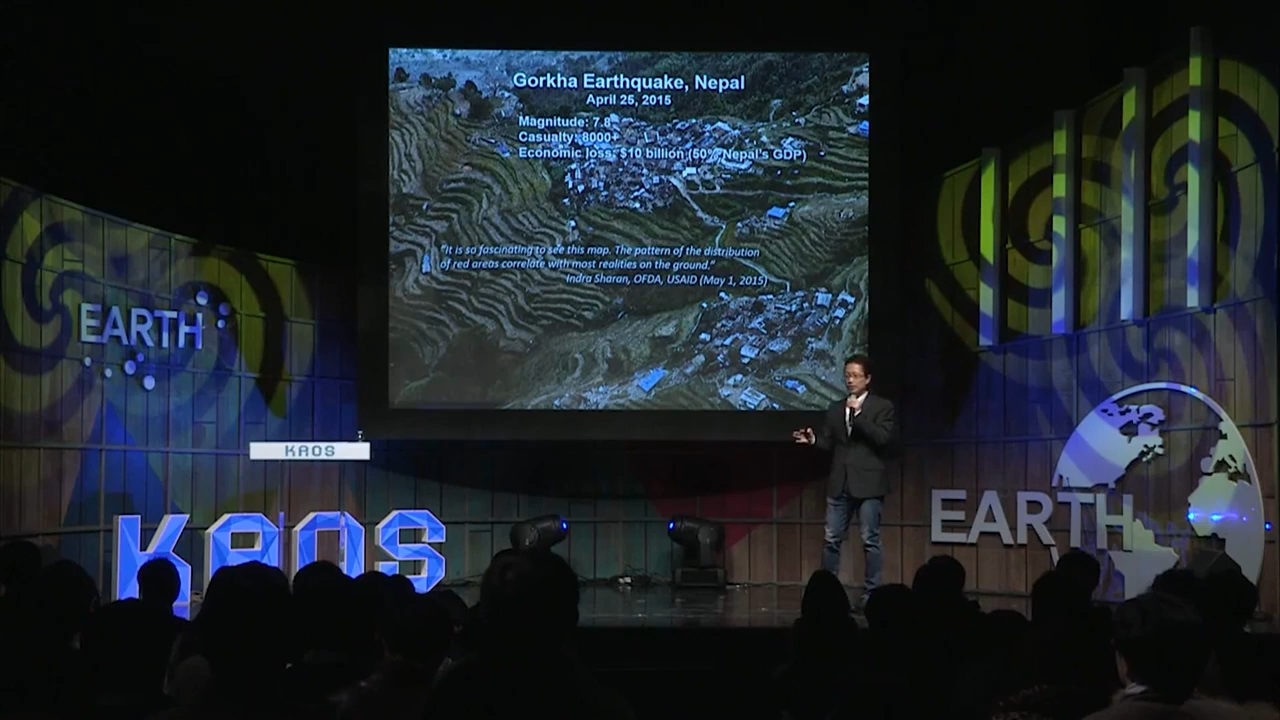 Gorkha Earthquake, Nepal
April 25, 2015
Magnitude: 7.8
Casualty: 8000+
Economic loss: $10 billion (50% Nepal's GDP)
"It is so fascinating to see this map. The pattern of the distribution
of red areas correlate with most realities on the ground."
Indra Sharan, OFDA, USAID (May 1, 2015)
EARTH
KAOS
KAOS
EARTH